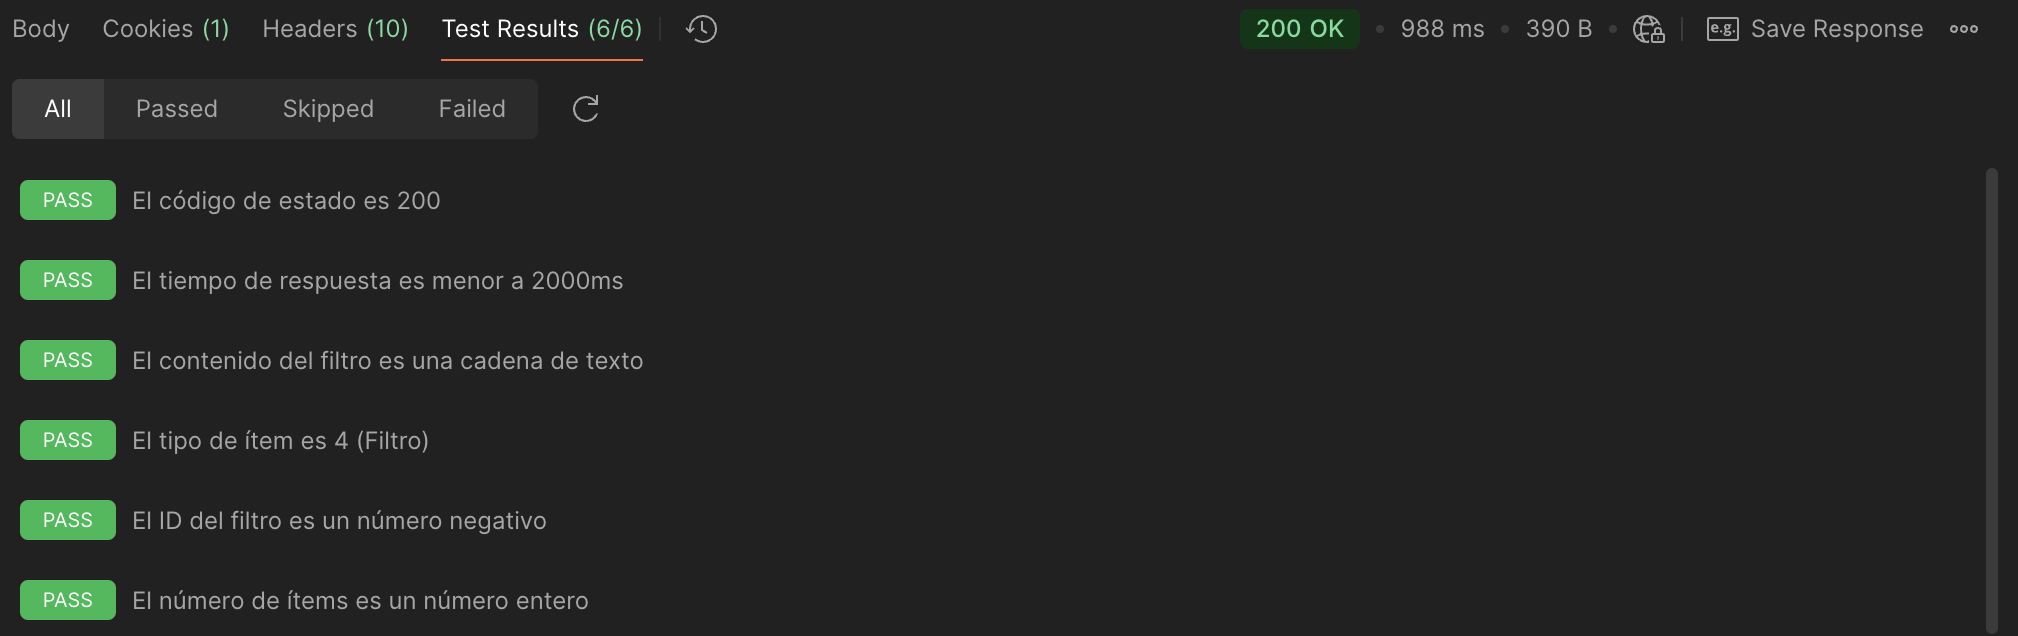 Body Cookies (1) Headers (10) Test Results (6/6) 200 OK • 988 ms • 390 B • e.g. Save Response
All Passed Skipped Failed
PASS El código de estado es 200
PASS El tiempo de respuesta es menor a 2000ms
PASS El contenido del filtro es una cadena de texto
PASS El tipo de ítem es 4 (Filtro)
PASS El ID del filtro es un número negativo
PASS El número de ítems es un número entero